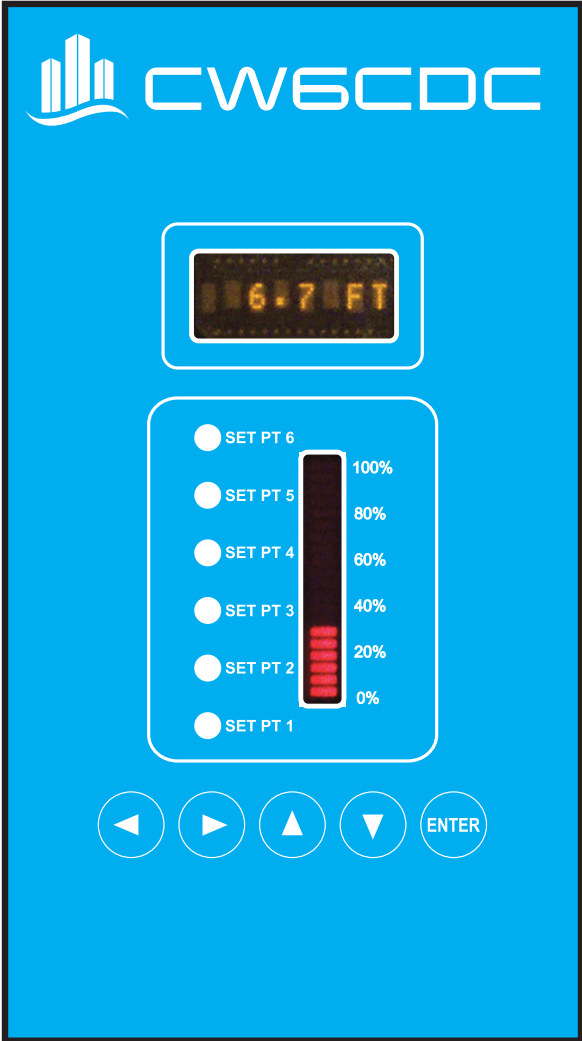 CW6CDC
6.7 FT
SET PT 6
100%
SET PT 5
80%
SET PT 4
60%
SET PT 3
40%
SET PT 2
20%
0%
SET PT 1
ENTER